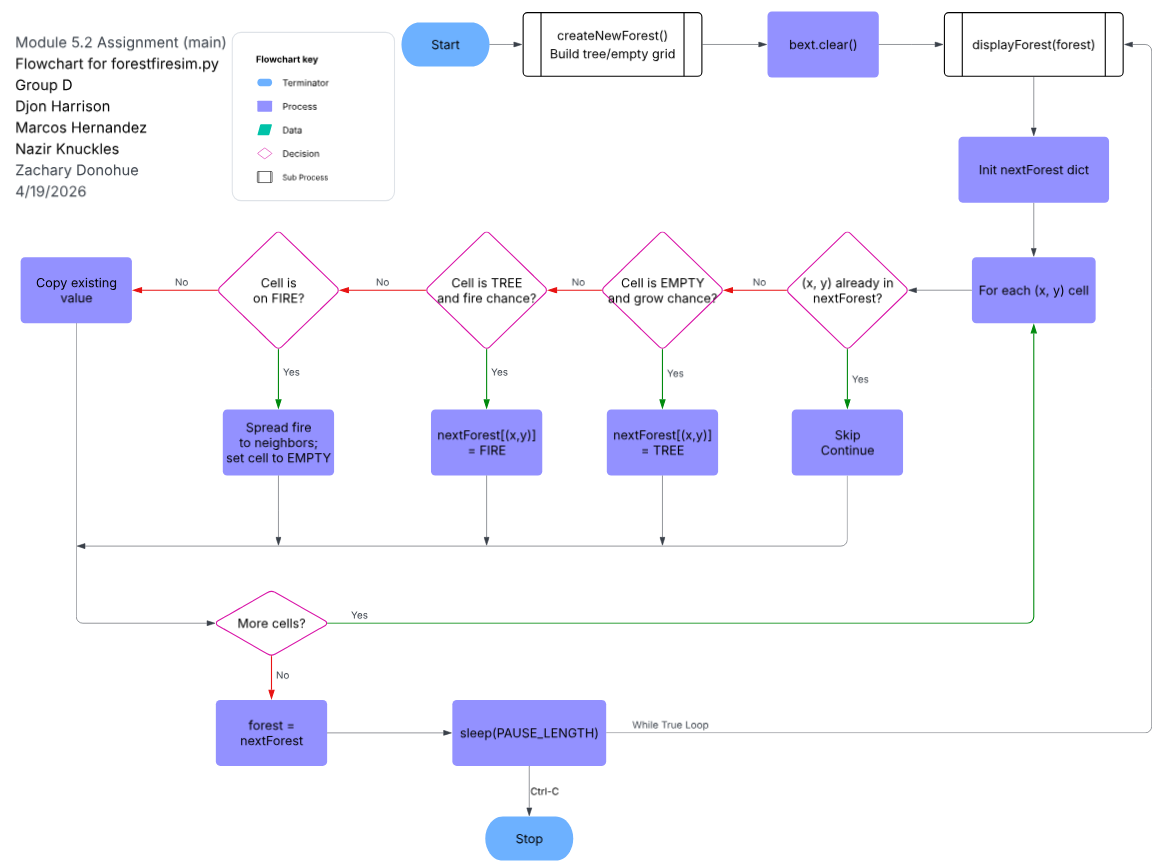 Module 5.2 Assignment (main)
Flowchart for forestfiresim.py
Group D
Djon Harrison
Marcos Hernandez
Nazir Knuckles
Zachary Donohue
4/19/2026
Flowchart key
Terminator
Process
Data
Decision
Sub Process
Start
createNewForest()
Build tree/empty grid
bext.clear()
displayForest(forest)
Init nextForest dict
For each (x, y) cell
(x, y) already in
nextForest?
No
Yes
Skip
Continue
Cell is EMPTY
and grow chance?
No
Yes
nextForest[(x,y)]
= TREE
Cell is TREE
and fire chance?
No
Yes
nextForest[(x,y)]
= FIRE
Cell is
on FIRE?
No
Yes
Spread fire
to neighbors;
set cell to EMPTY
Copy existing
value
More cells?
Yes
No
forest =
nextForest
sleep(PAUSE_LENGTH)
While True Loop
Ctrl-C
Stop